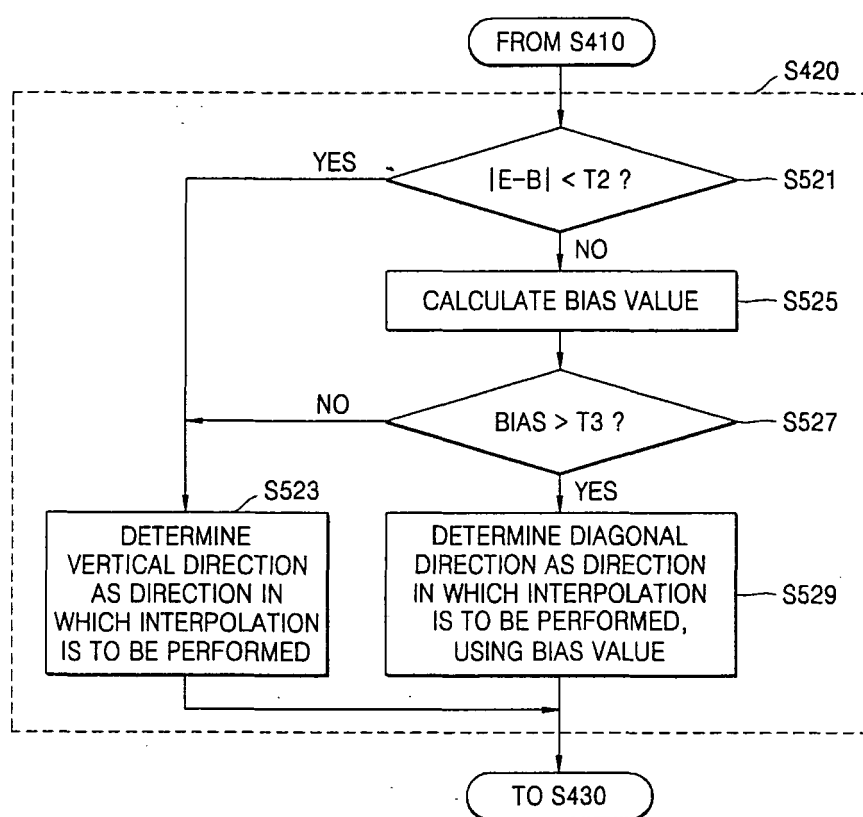 FROM S410
S420
YES
|E-B| < T2 ?
S521
NO
CALCULATE BIAS VALUE
S525
NO
BIAS > T3 ?
S527
S523
YES
DETERMINE
VERTICAL DIRECTION
AS DIRECTION IN
WHICH INTERPOLATION
IS TO BE PERFORMED
DETERMINE DIAGONAL
DIRECTION AS DIRECTION
IN WHICH INTERPOLATION
IS TO BE PERFORMED,
USING BIAS VALUE
S529
TO S430